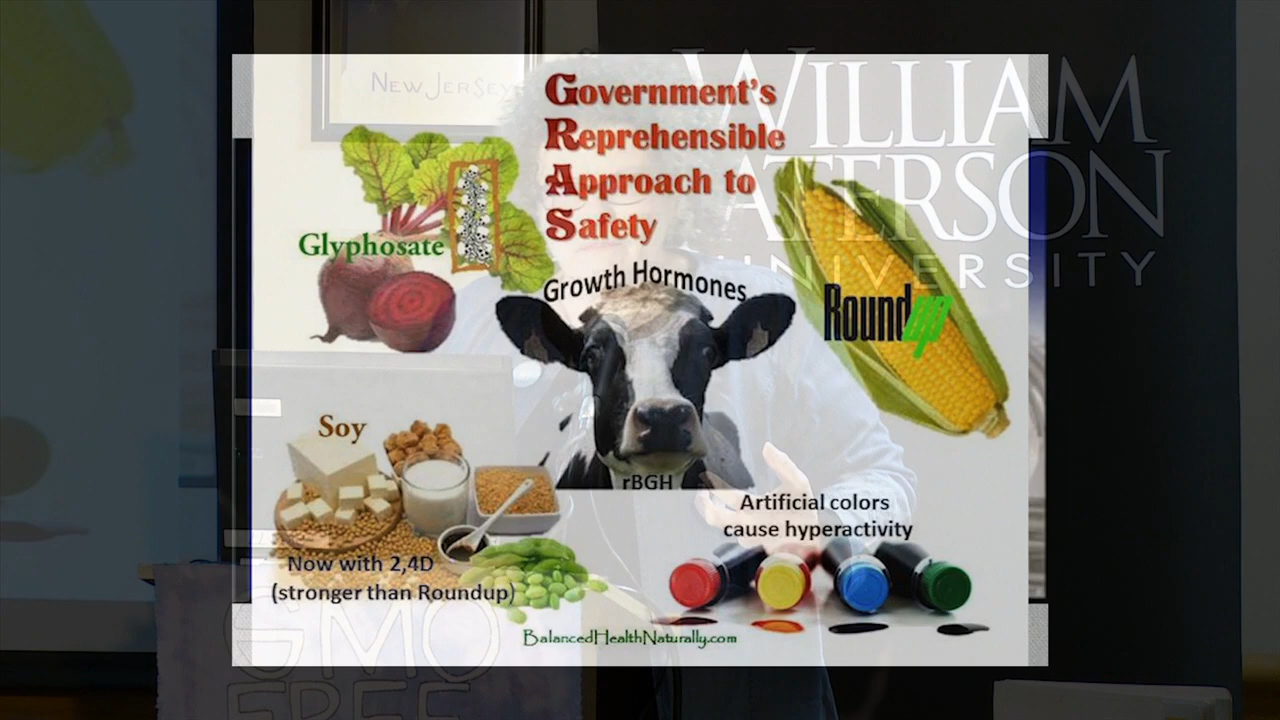 NEW JERSEY
WILLIAM
PATERSON
UNIVERSITY
Government's
Reprehensible
Approach to
Safety
Glyphosate
Growth Hormones
Roundup
Soy
rBGH
Artificial colors
cause hyperactivity
Now with 2,4D
(stronger than Roundup)
BalancedHealthNaturally.com
GMO
FREE